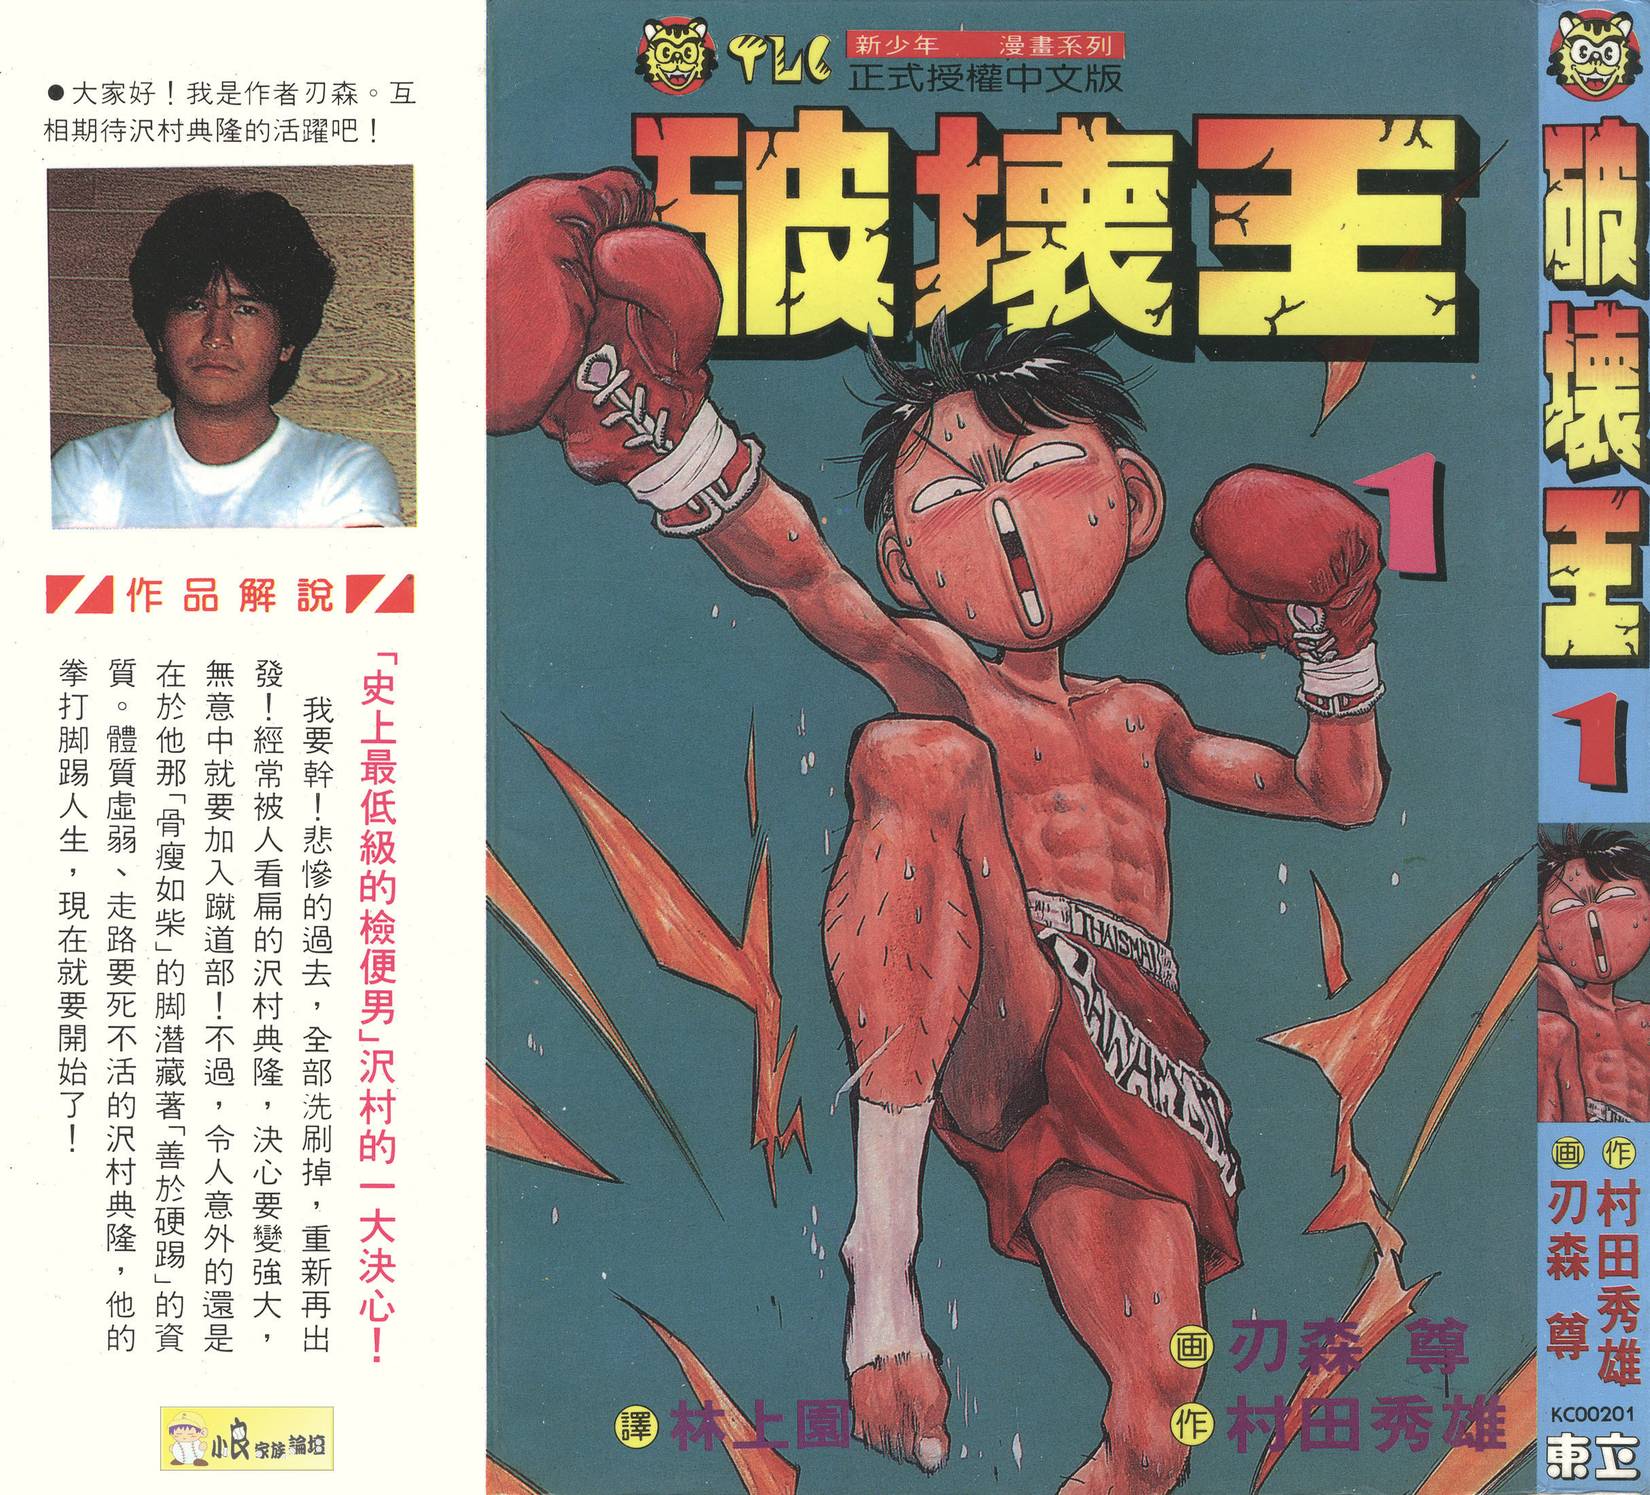 ●大家好！我是作者刃森。互
相期待沢村典隆的活躍吧！
作品解說
「史上最低級的檢便男」沢村的一大決心！
我要幹！悲慘的過去，全部洗刷掉，重新再出
發！經常被人看扁的沢村典隆，決心要變強大，
無意中就要加入蹴道部！不過，令人意外的還是
在於他那「骨瘦如柴」的脚潛藏著「善於硬踢」的資
質。體質虛弱、走路要死不活的沢村典隆，他的
拳打脚踢人生，現在就要開始了！
小良家族論壇
TLC
新少年 漫畫系列
正式授權中文版
破壞王
1
THAISMAN
譯 林上園
画 刃森 尊
作 村田秀雄
破壞王
1
作 村田秀雄
画 刃森 尊
KC00201
東立